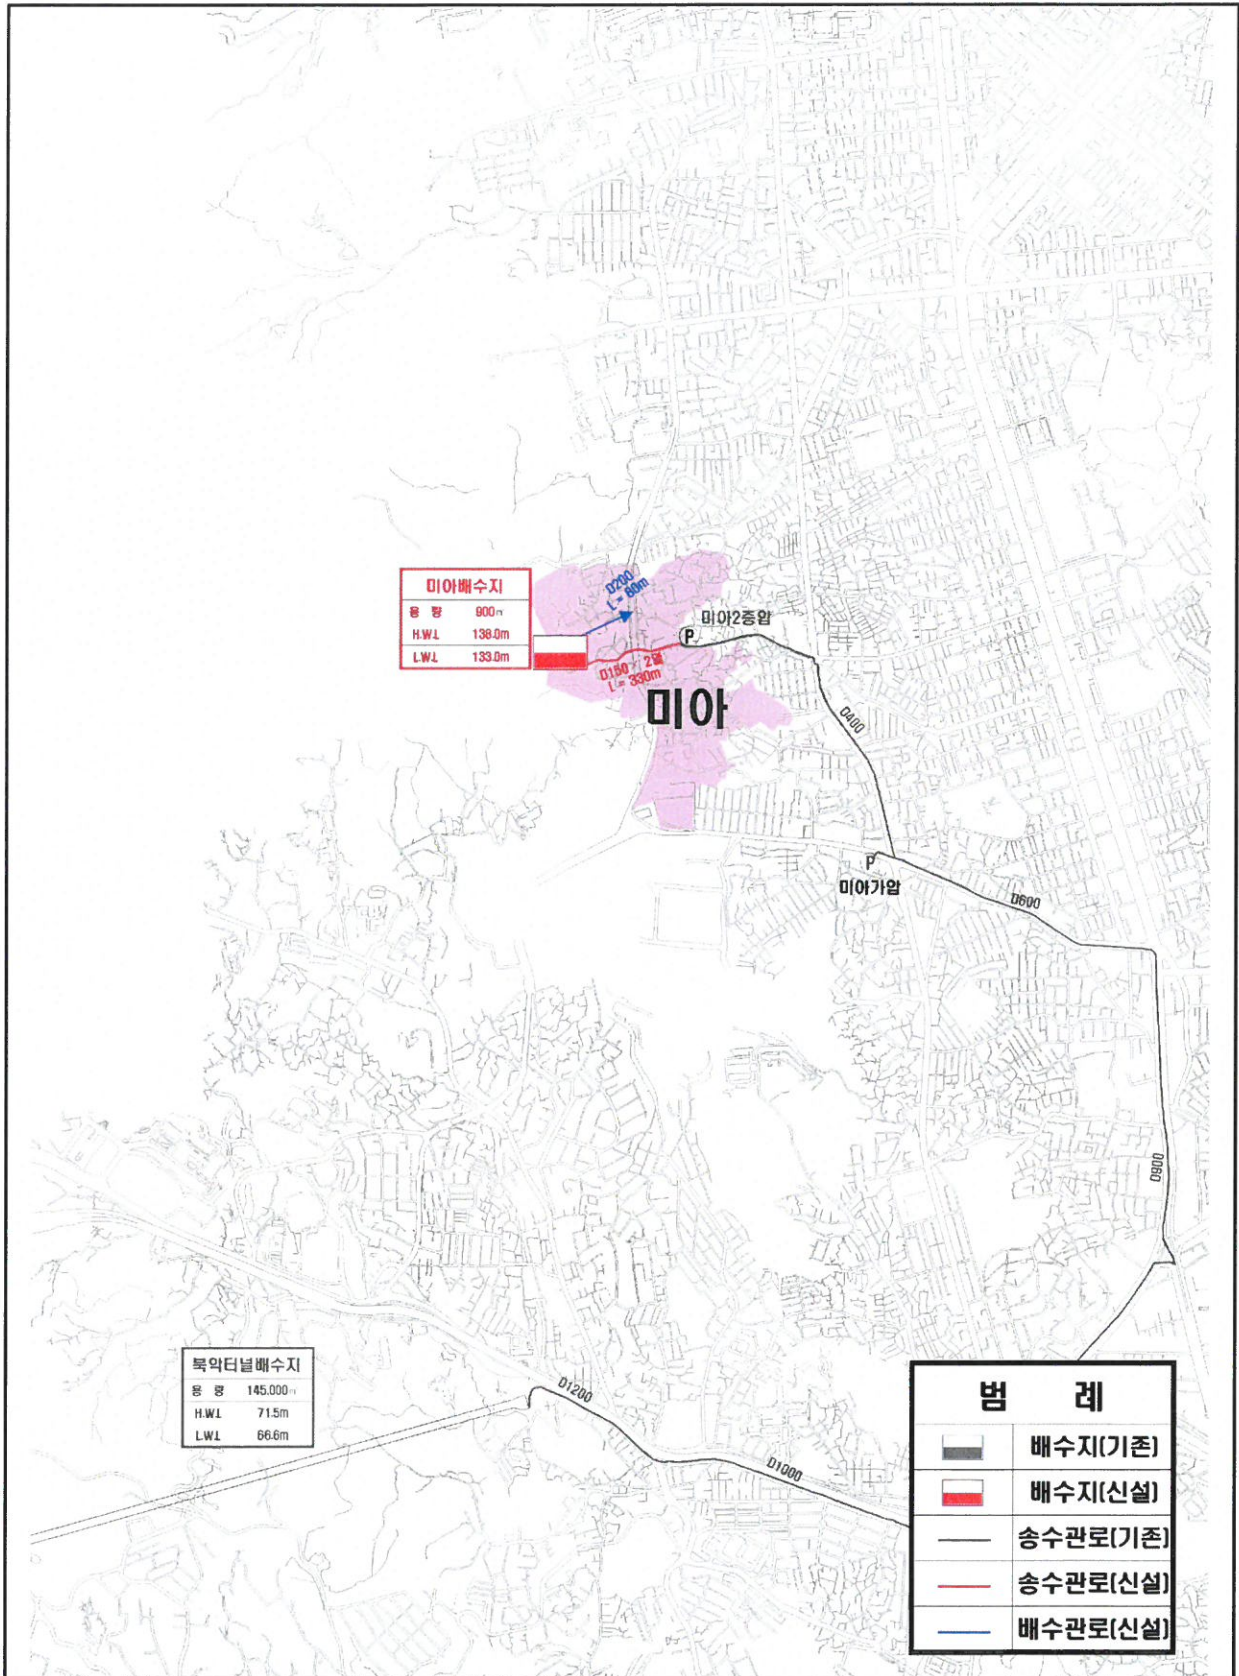 미아배수지
용 량 900㎥
H.W.L 138.0m
L.W.L 133.0m
D200
L = 80m
미아2증압
P
D150 2열
L = 330m
미아
D400
P
미아가압
D600
북악터널배수지
용 량 145,000㎥
H.W.L 71.5m
L.W.L 66.6m
D1200
D1000
범 례
배수지(기존)
배수지(신설)
송수관로(기존)
송수관로(신설)
배수관로(신설)